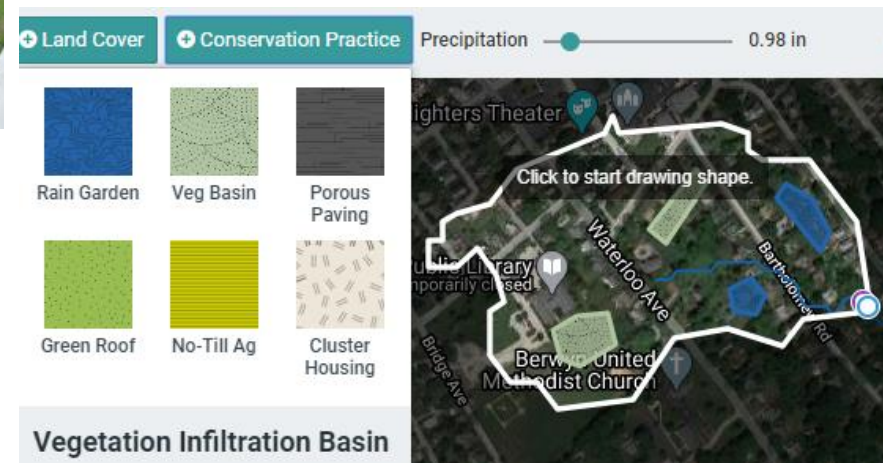 Land Cover
Conservation Practice
Precipitation
0.98 in
Rain Garden
Veg Basin
Porous
Paving
Green Roof
No-Till Ag
Cluster
Housing
Vegetation Infiltration Basin
ighters Theater
Click to start drawing shape.
Waterloo Ave
Bartholomew Rd
Public Library
mporarily closed
Bridge Ave
Berwyn United
Methodist Church